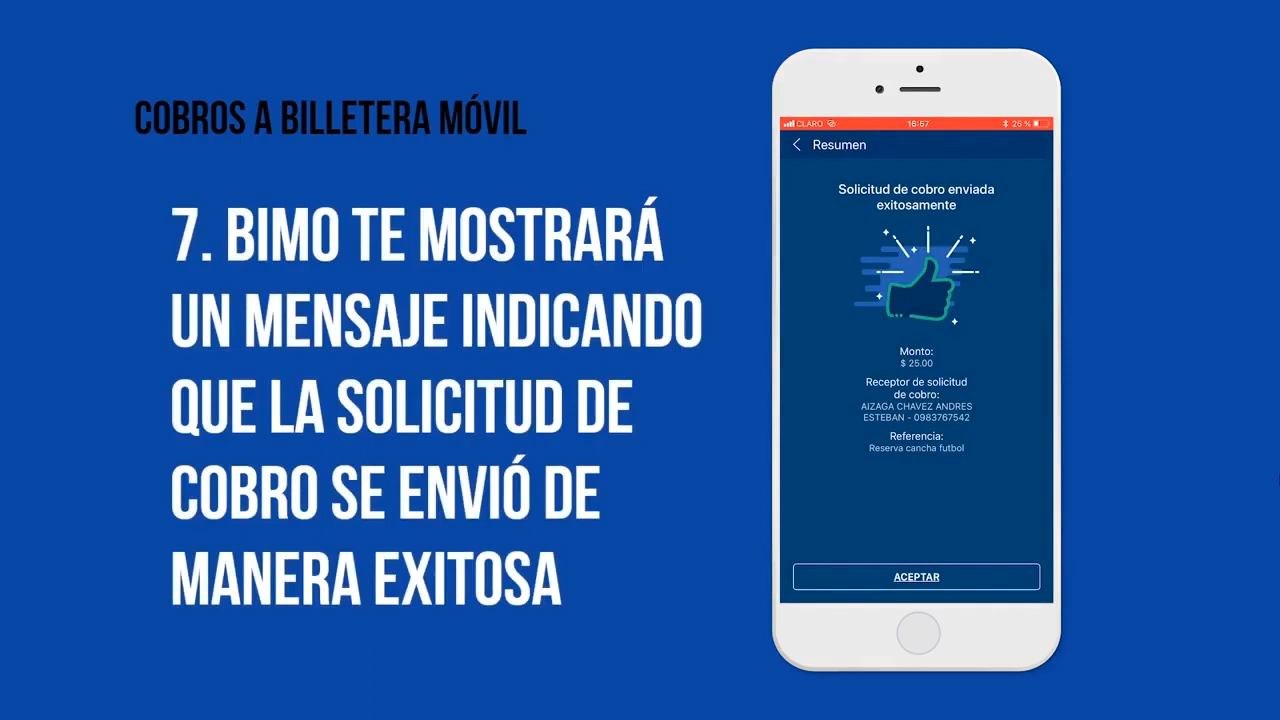 COBROS A BILLETERA MÓVIL
7. BIMO TE MOSTRARÁ
UN MENSAJE INDICANDO
QUE LA SOLICITUD DE
COBRO SE ENVIÓ DE
MANERA EXITOSA
CLARO 16:57 26 %
Resumen
Solicitud de cobro enviada
exitosamente
Monto:
$ 25.00
Receptor de solicitud
de cobro:
AIZAGA CHAVEZ ANDRES
ESTEBAN - 0983767542
Referencia:
Reserva cancha futbol
ACEPTAR